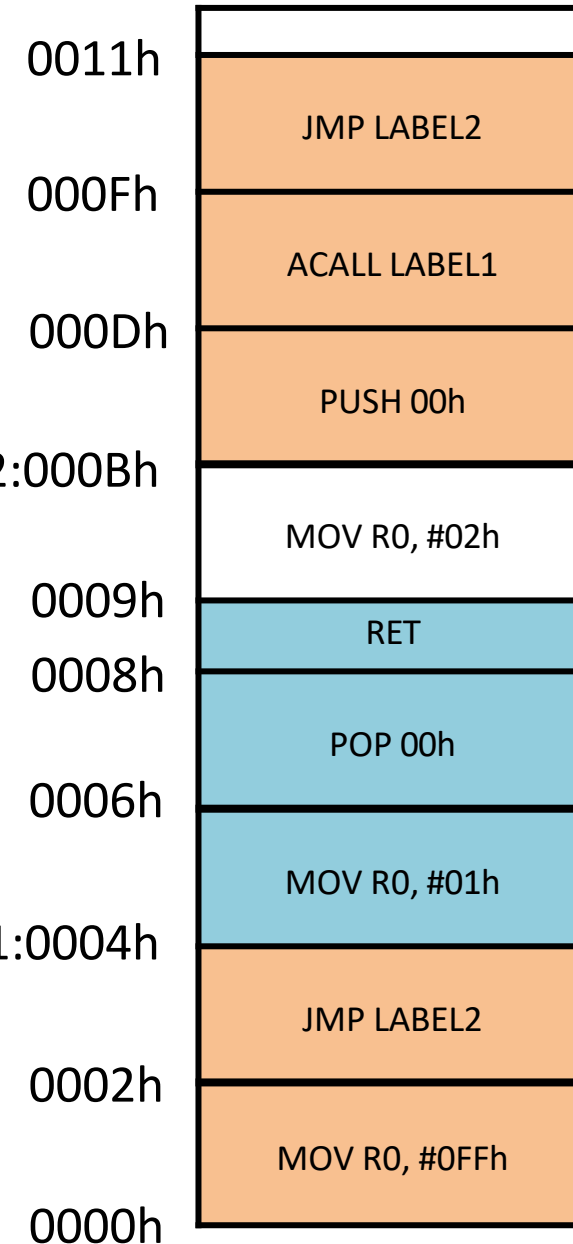 0011h
JMP LABEL2
000Fh
ACALL LABEL1
000Dh
PUSH 00h
2:000Bh
MOV R0, #02h
0009h
RET
0008h
POP 00h
0006h
MOV R0, #01h
1:0004h
JMP LABEL2
0002h
MOV R0, #0FFh
0000h